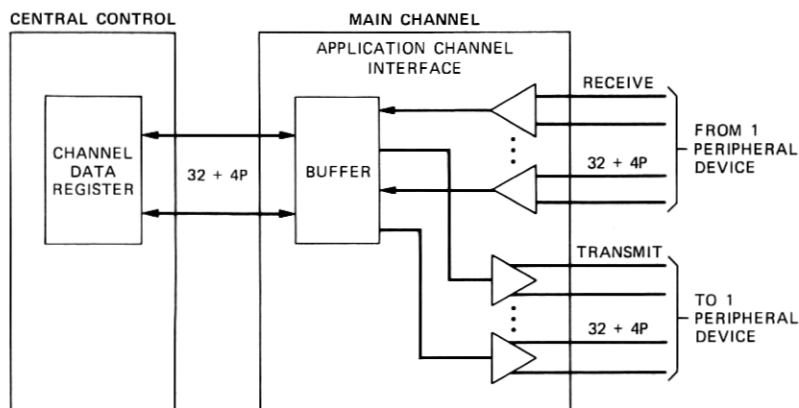 CENTRAL CONTROL
MAIN CHANNEL
APPLICATION CHANNEL
INTERFACE
CHANNEL
DATA
REGISTER
32 + 4P
BUFFER
RECEIVE
32 + 4P
FROM 1
PERIPHERAL
DEVICE
TRANSMIT
32 + 4P
TO 1
PERIPHERAL
DEVICE